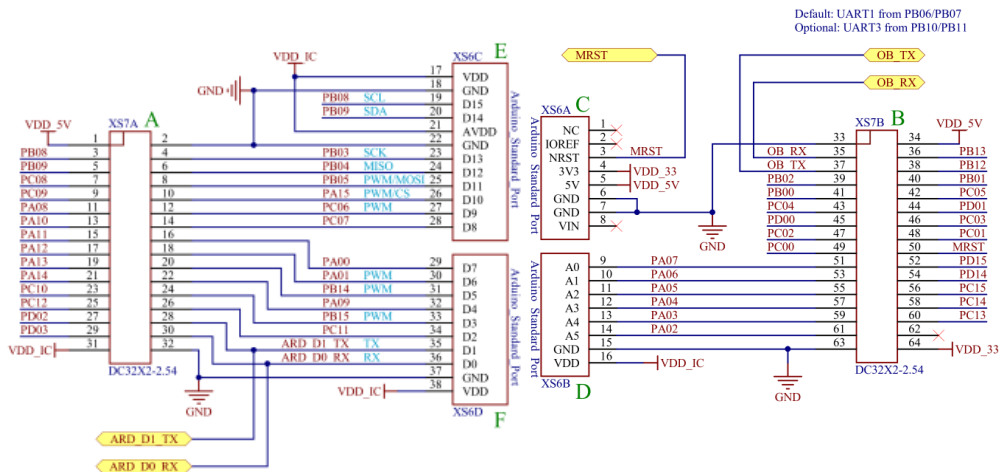 Default: UART1 from PB06/PB07
Optional: UART3 from PB10/PB11
XS7A A
VDD_5V
1 2
PB08 3 4
PB09 5 6
PC08 7 8
PC09 9 10
PA08 11 12
PA10 13 14
PA11 15 16
PA12 17 18
PA13 19 20
PA14 21 22
PC10 23 24
PC12 25 26
PD02 27 28
PD03 29 30
VDD_IC 31 32
DC32X2-2.54
GND
ARD_D1_TX
ARD_D0_RX
VDD_IC
GND
XS6C E
17 VDD
18 GND
PB08 SCL 19 D15
PB09 SDA 20 D14
21 AVDD
22 GND
PB03 SCK 23 D13
PB04 MISO 24 D12
PB05 PWM/MOSI 25 D11
PA15 PWM/CS 26 D10
PC06 PWM 27 D9
PC07 28 D8
Arduino Standard Port
PA00 29 D7
PA01 PWM 30 D6
PB14 PWM 31 D5
PA09 32 D4
PB15 PWM 33 D3
PC11 34 D2
ARD_D1_TX TX 35 D1
ARD_D0_RX RX 36 D0
37 GND
VDD_IC 38 VDD
Arduino Standard Port
XS6D F
MRST
XS6A C
NC 1
IOREF 2
NRST 3 MRST
3V3 4 VDD_33
5V 5 VDD_5V
GND 6
GND 7
VIN 8
Arduino Standard Port
GND
A0 9 PA07
A1 10 PA06
A2 11 PA05
A3 12 PA04
A4 13 PA03
A5 14 PA02
GND 15
VDD 16 VDD_IC
Arduino Standard Port
XS6B D
GND
OB_TX
OB_RX
XS7B B
VDD_5V
33 34
OB_RX 35 36 PB13
OB_TX 37 38 PB12
PB02 39 40 PB01
PB00 41 42 PC05
PC04 43 44 PD01
PD00 45 46 PC03
PC02 47 48 PC01
PC00 49 50 MRST
51 52 PD15
53 54 PD14
55 56 PC15
57 58 PC14
59 60 PC13
61 62
63 64 VDD_33
DC32X2-2.54